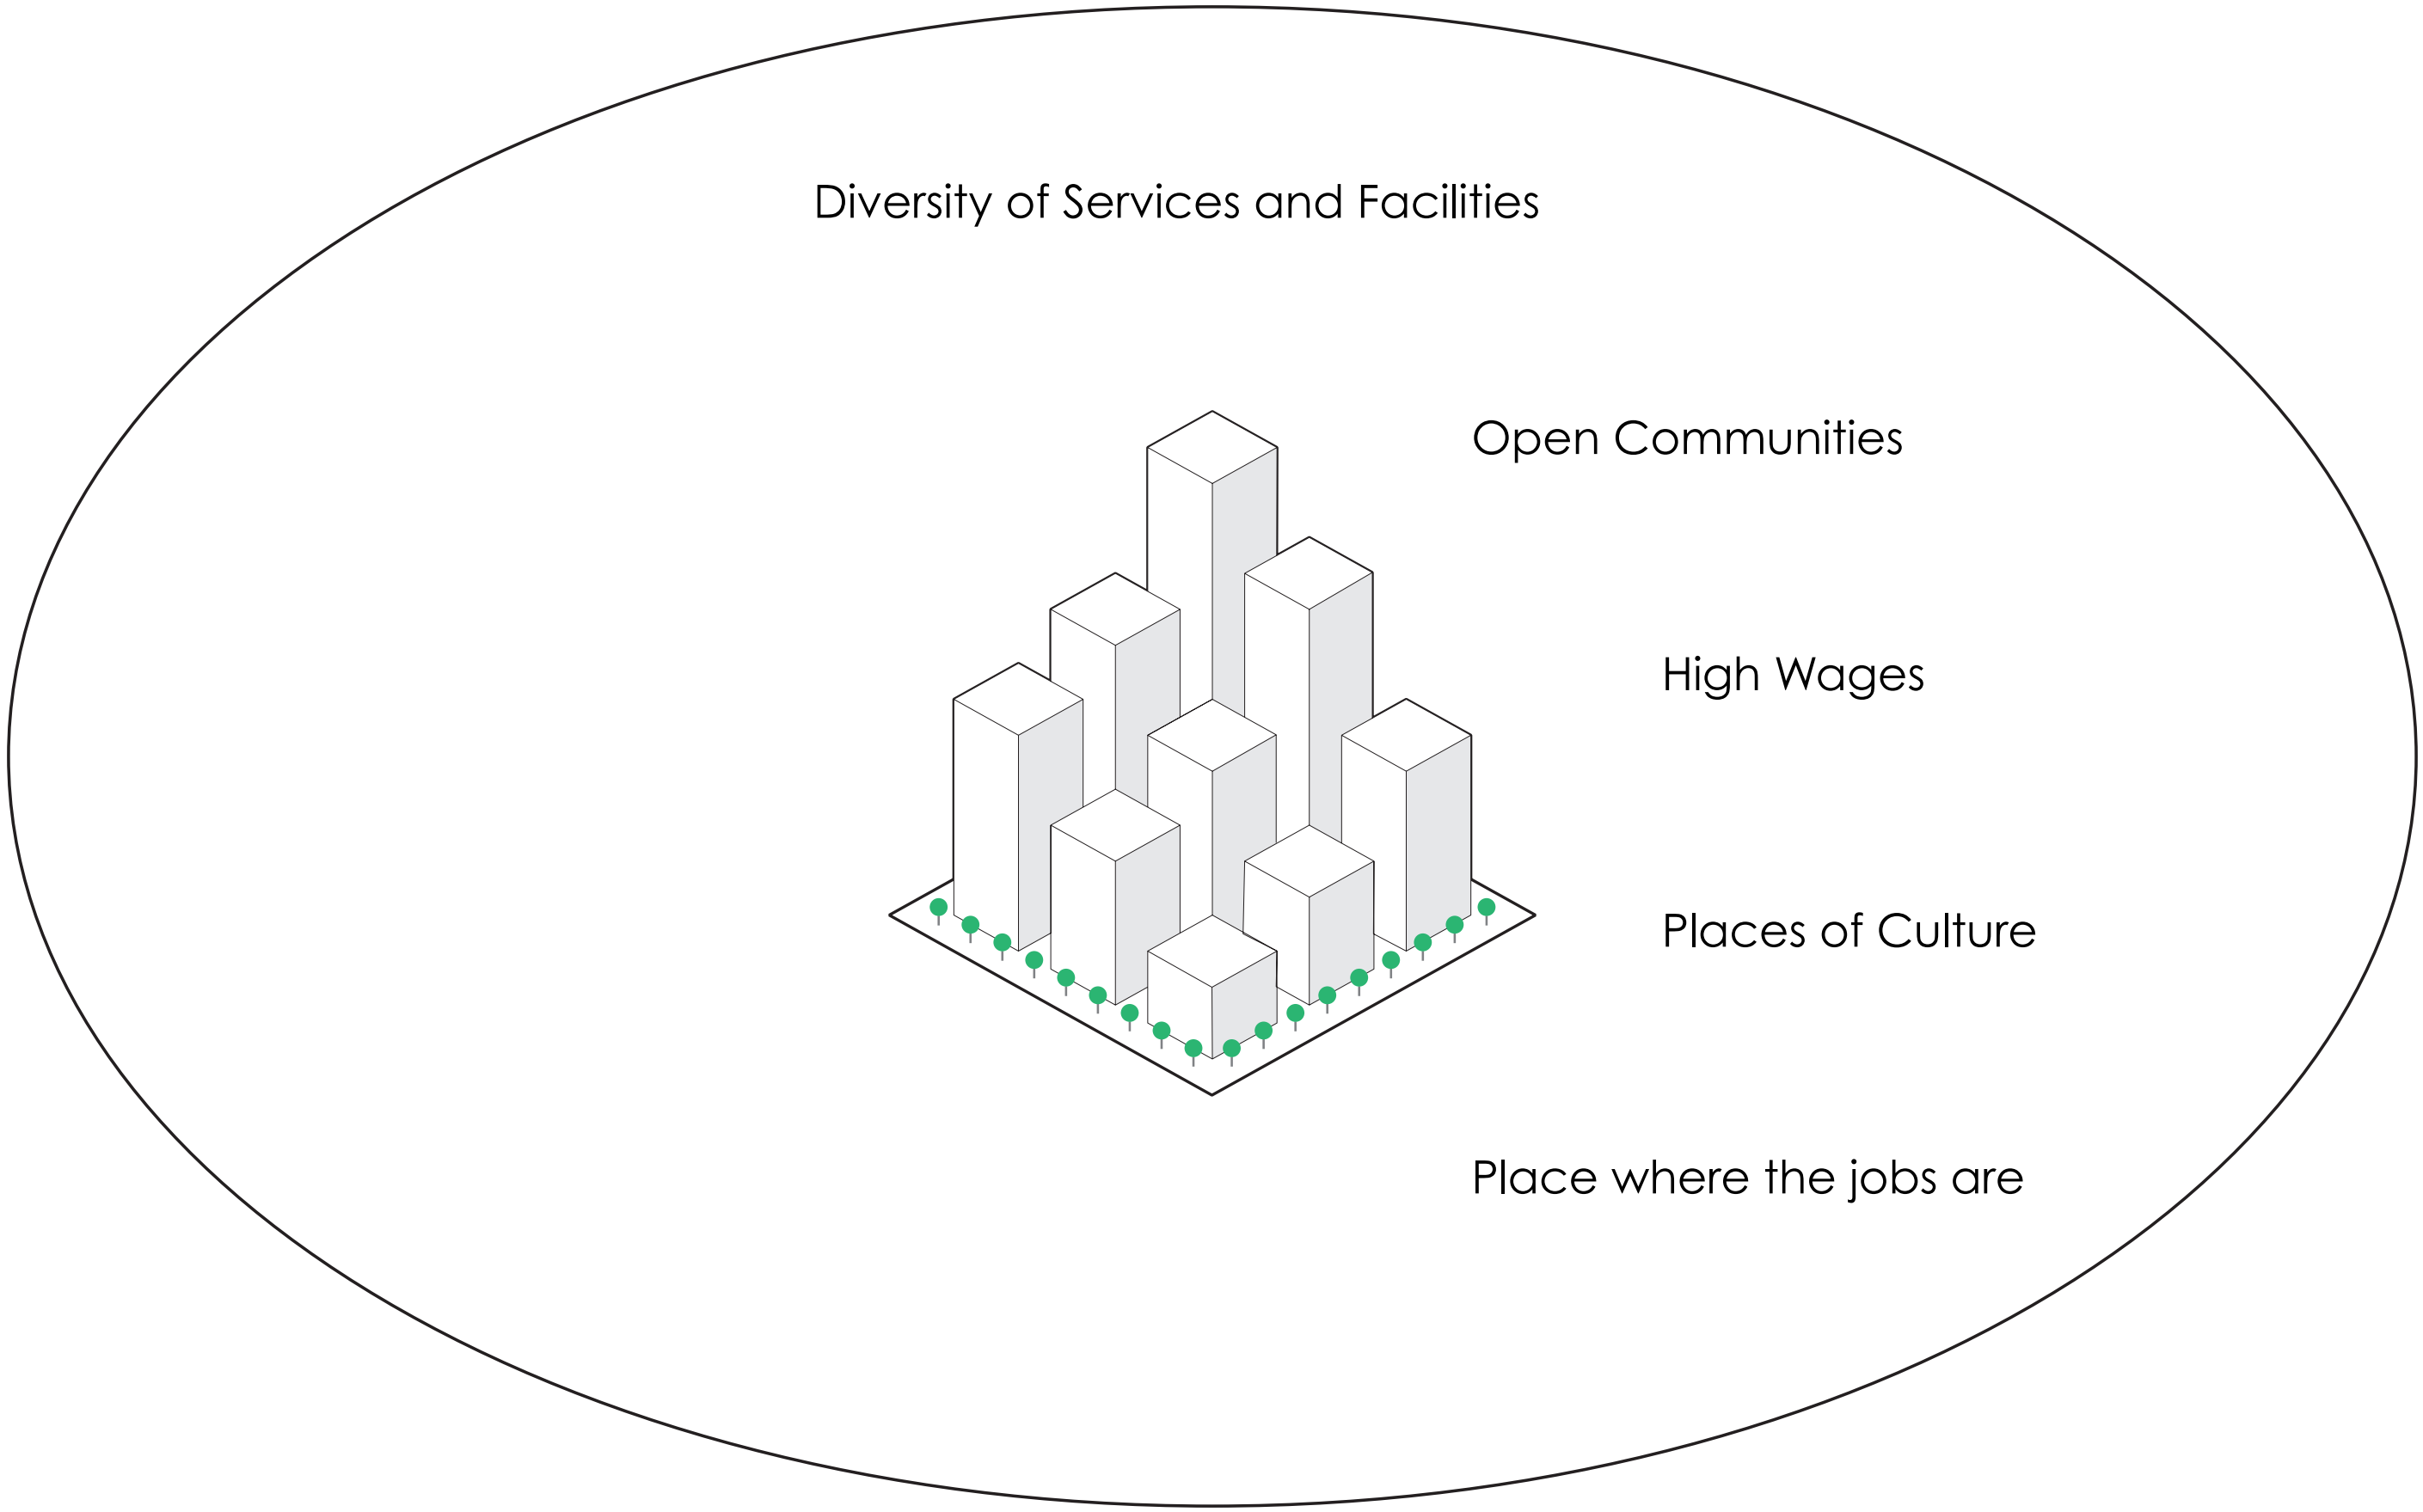 Diversity of Services and Facilities
Open Communities
High Wages
Places of Culture
Place where the jobs are